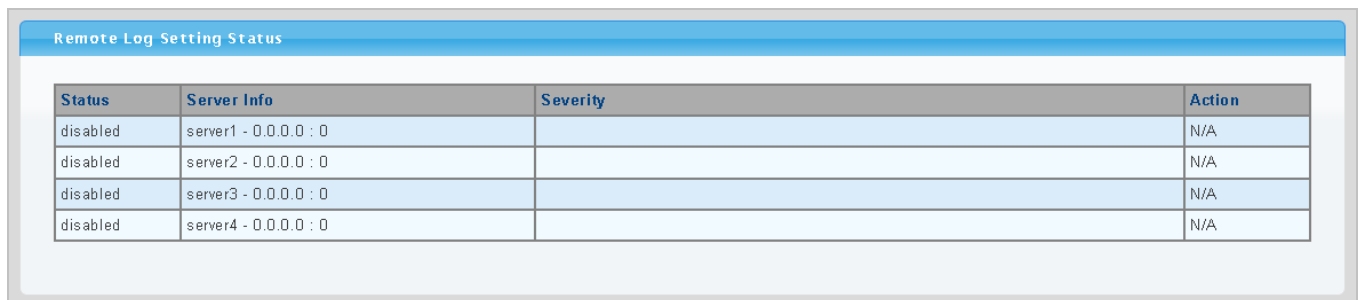 Remote Log Setting Status
Status Server Info Severity Action
disabled server1 - 0.0.0.0 : 0 N/A
disabled server2 - 0.0.0.0 : 0 N/A
disabled server3 - 0.0.0.0 : 0 N/A
disabled server4 - 0.0.0.0 : 0 N/A